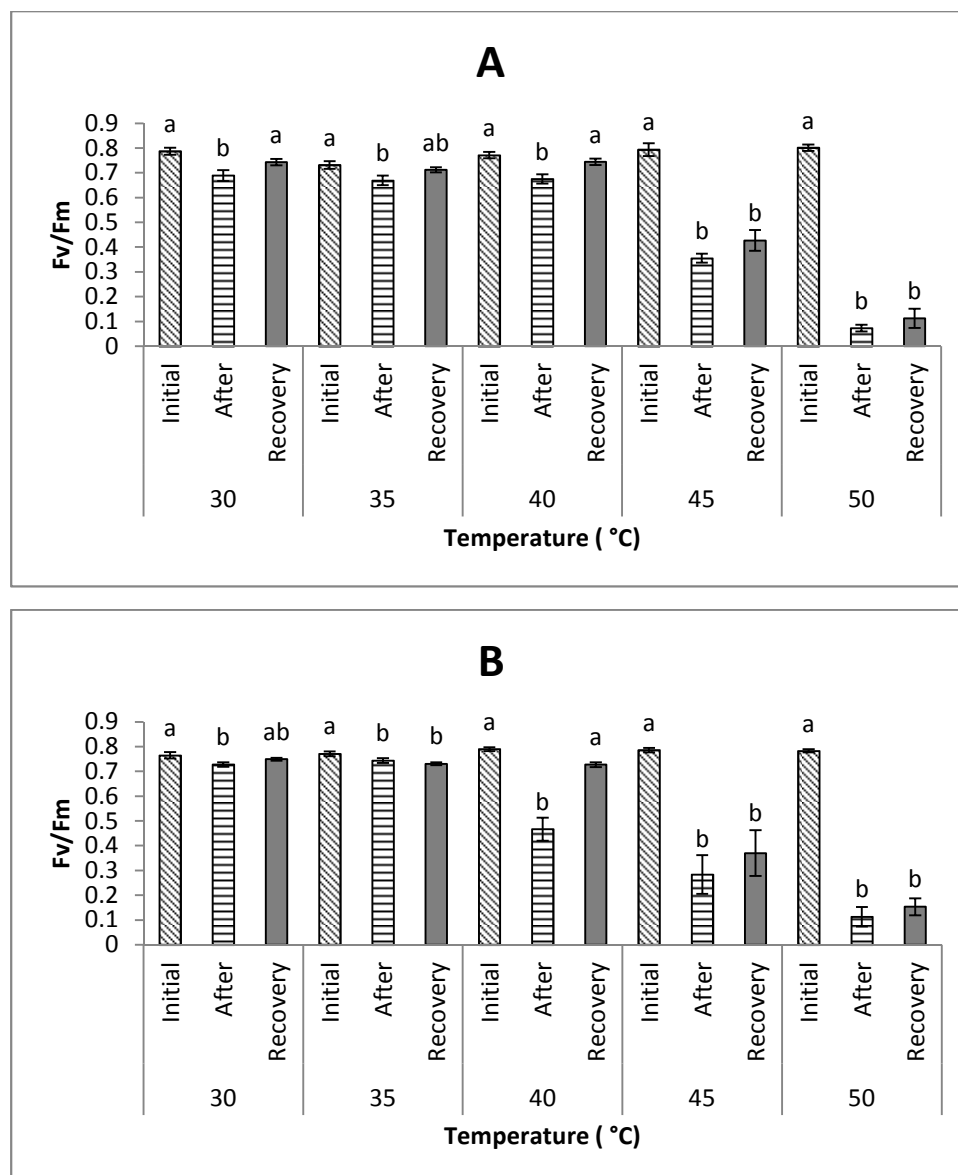 A
a b a a b ab a b a a b b a b b
Fv/Fm
0.9
0.8
0.7
0.6
0.5
0.4
0.3
0.2
0.1
0
Initial After Recovery Initial After Recovery Initial After Recovery Initial After Recovery Initial After Recovery
30 35 40 45 50
Temperature ( °C)
B
a b ab a b b a b a a b b a b b
Fv/Fm
0.9
0.8
0.7
0.6
0.5
0.4
0.3
0.2
0.1
0
Initial After Recovery Initial After Recovery Initial After Recovery Initial After Recovery Initial After Recovery
30 35 40 45 50
Temperature ( °C)